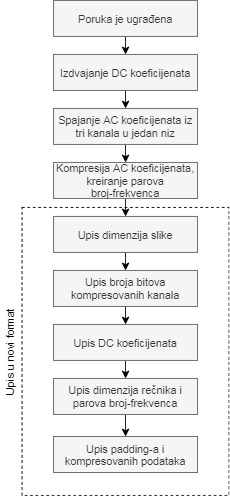 Poruka je ugrađena
Izdvajanje DC koeficijenata
Spajanje AC koeficijenata iz
tri kanala u jedan niz
Kompresija AC koeficijenata,
kreiranje parova
broj-frekvenca
Upis u novi format
Upis dimenzija slike
Upis broja bitova
kompresovanih kanala
Upis DC koeficijenata
Upis dimenzija rečnika i
parova broj-frekvenca
Upis padding-a i
kompresovanih podataka